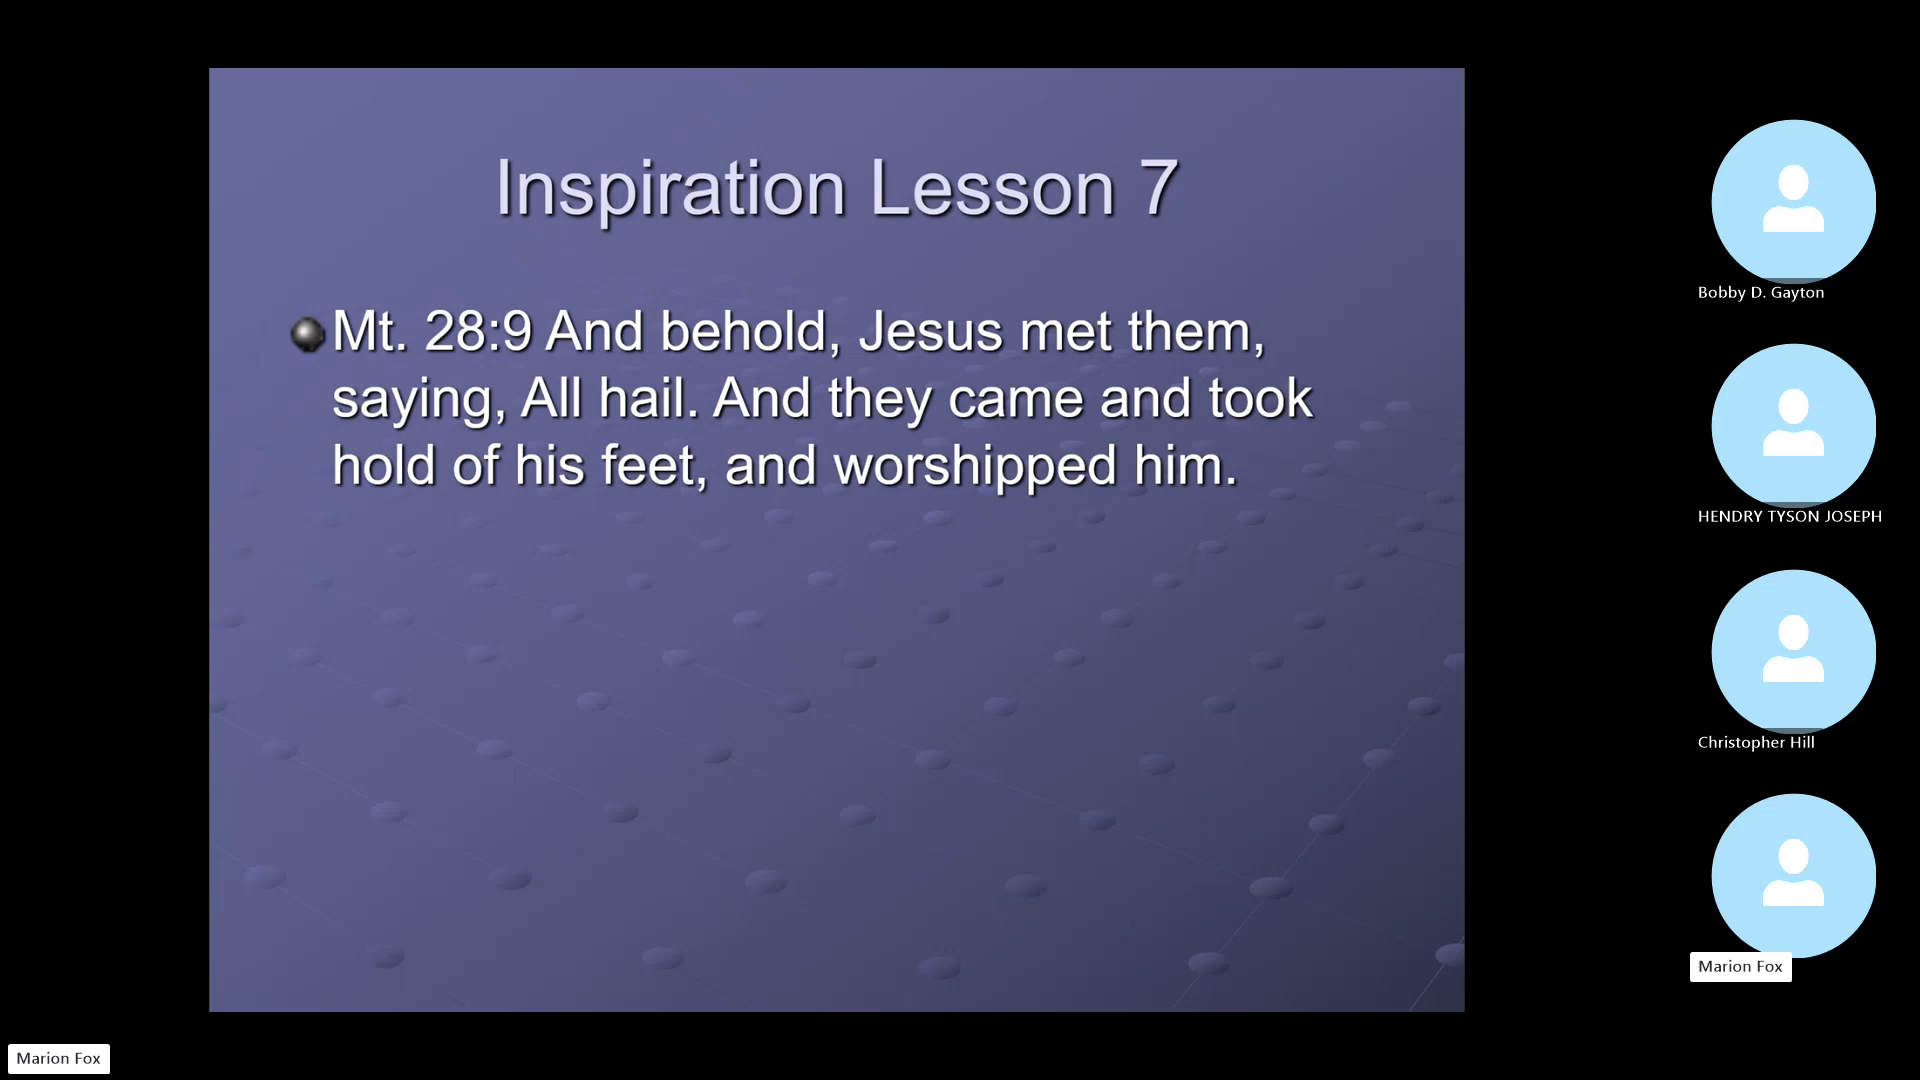 Inspiration Lesson 7
Mt. 28:9 And behold, Jesus met them,
saying, All hail. And they came and took
hold of his feet, and worshipped him.
Bobby D. Gayton
HENDRY TYSON JOSEPH
Christopher Hill
Marion Fox
Marion Fox